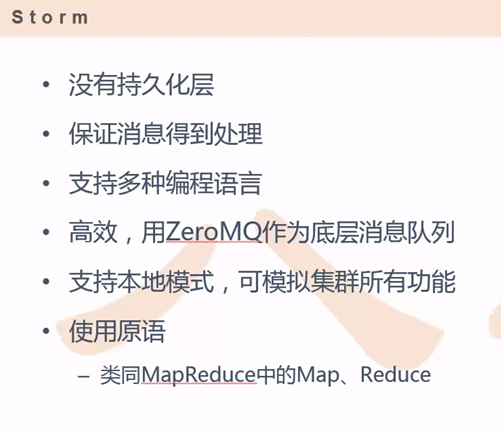 Storm
• 没有持久化层
• 保证消息得到处理
• 支持多种编程语言
• 高效，用ZeroMQ作为底层消息队列
• 支持本地模式，可模拟集群所有功能
• 使用原语
– 类同MapReduce中的Map、Reduce